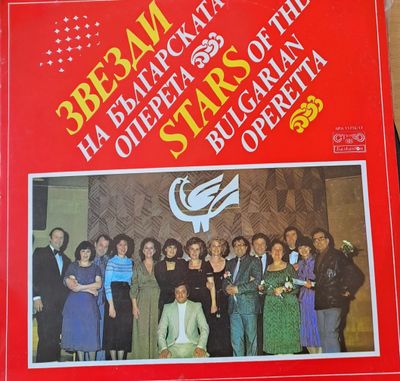 ЗВЕЗДИ
НА БЪЛГАРСКАТА
ОПЕРЕТА
STARS OF THE
BULGARIAN
OPERETTA